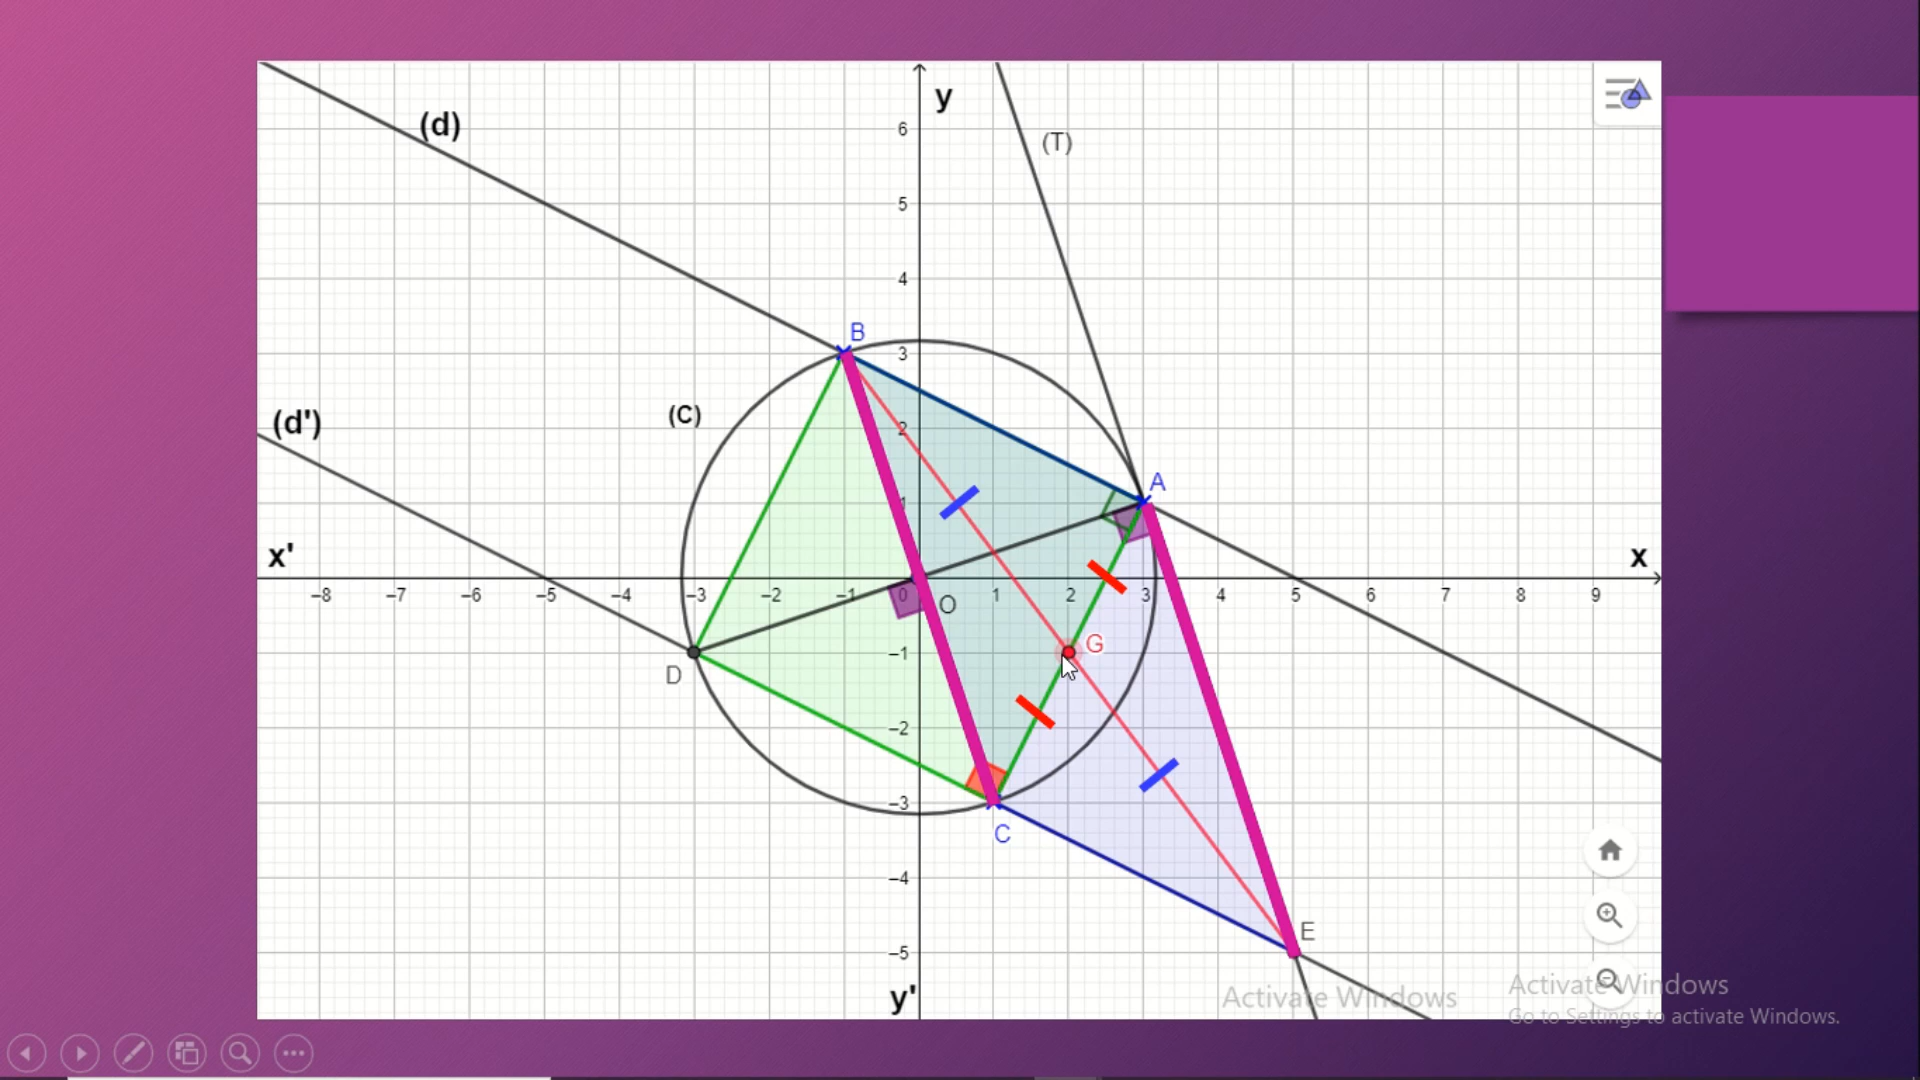 y
(d)
6
(T)
5
4
B
3
(C)
(d')
2
A
1
x'
x
–8 –7 –6 –5 –4 –3 –2 –1 0 1 2 3 4 5 6 7 8 9
O
G
–1
D
–2
–3
C
–4
E
–5
y'
Activate Windows
Activate Windows
Go to Settings to activate Windows.